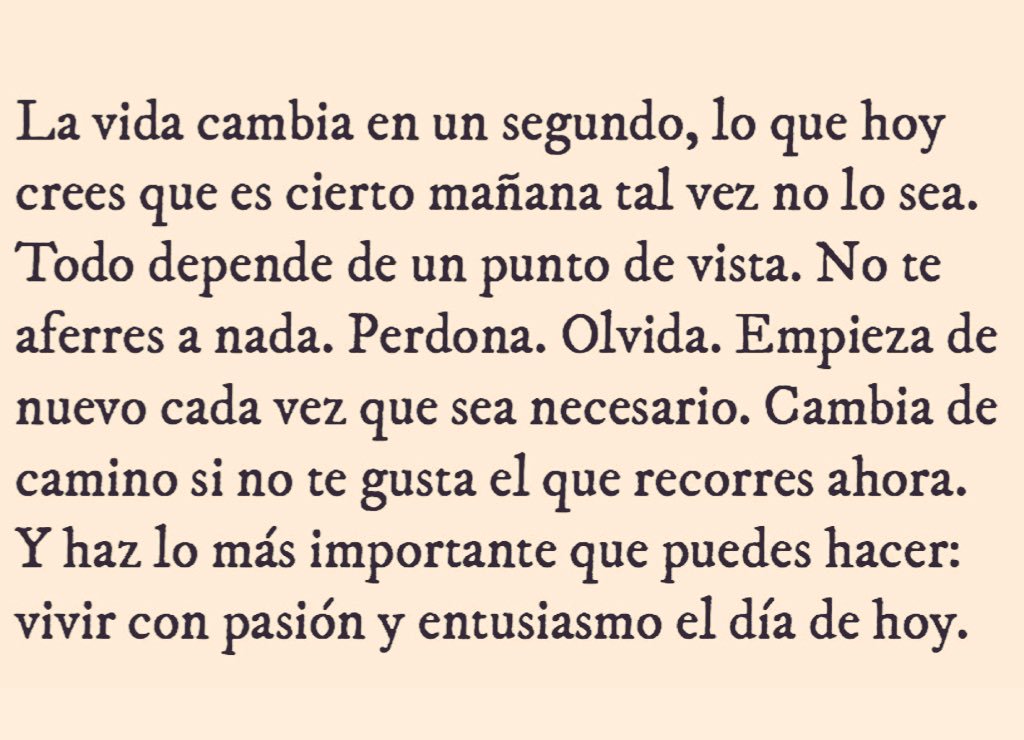 La vida cambia en un segundo, lo que hoy
crees que es cierto mañana tal vez no lo sea.
Todo depende de un punto de vista. No te
aferres a nada. Perdona. Olvida. Empieza de
nuevo cada vez que sea necesario. Cambia de
camino si no te gusta el que recorres ahora.
Y haz lo más importante que puedes hacer:
vivir con pasión y entusiasmo el día de hoy.